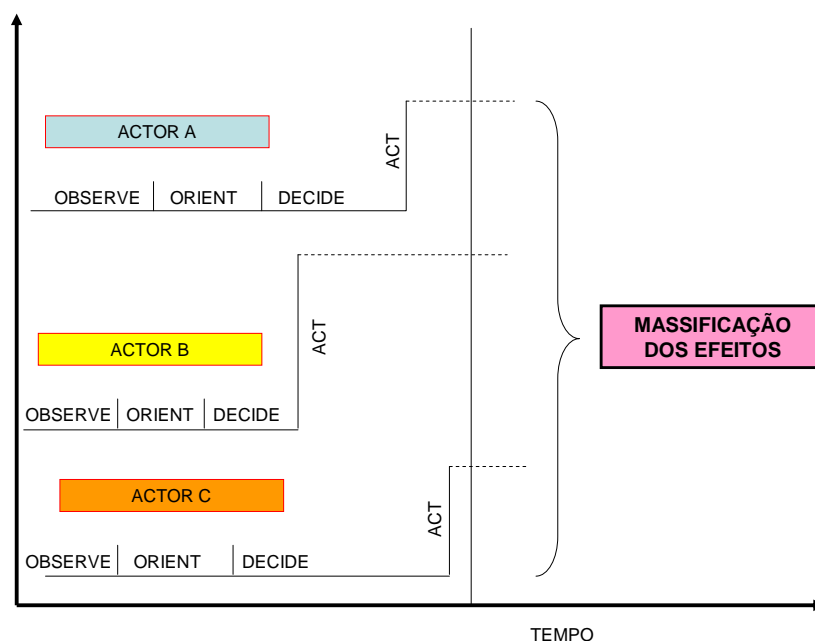 ACTOR A
ACT
OBSERVE ORIENT DECIDE
ACTOR B
ACT
OBSERVE ORIENT DECIDE
MASSIFICAÇÃO
DOS EFEITOS
ACTOR C
ACT
OBSERVE ORIENT DECIDE
TEMPO